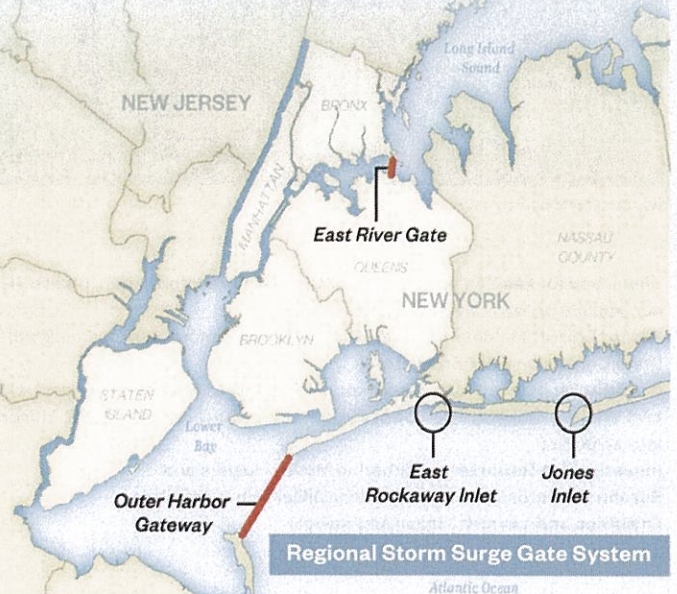 Long Island
Sound
NEW JERSEY
BRONX
MANHATTAN
East River Gate
NASSAU
COUNTY
QUEENS
NEW YORK
BROOKLYN
STATEN
ISLAND
Lower
Bay
East
Rockaway Inlet
Jones
Inlet
Outer Harbor
Gateway
Regional Storm Surge Gate System
Atlantic Ocean